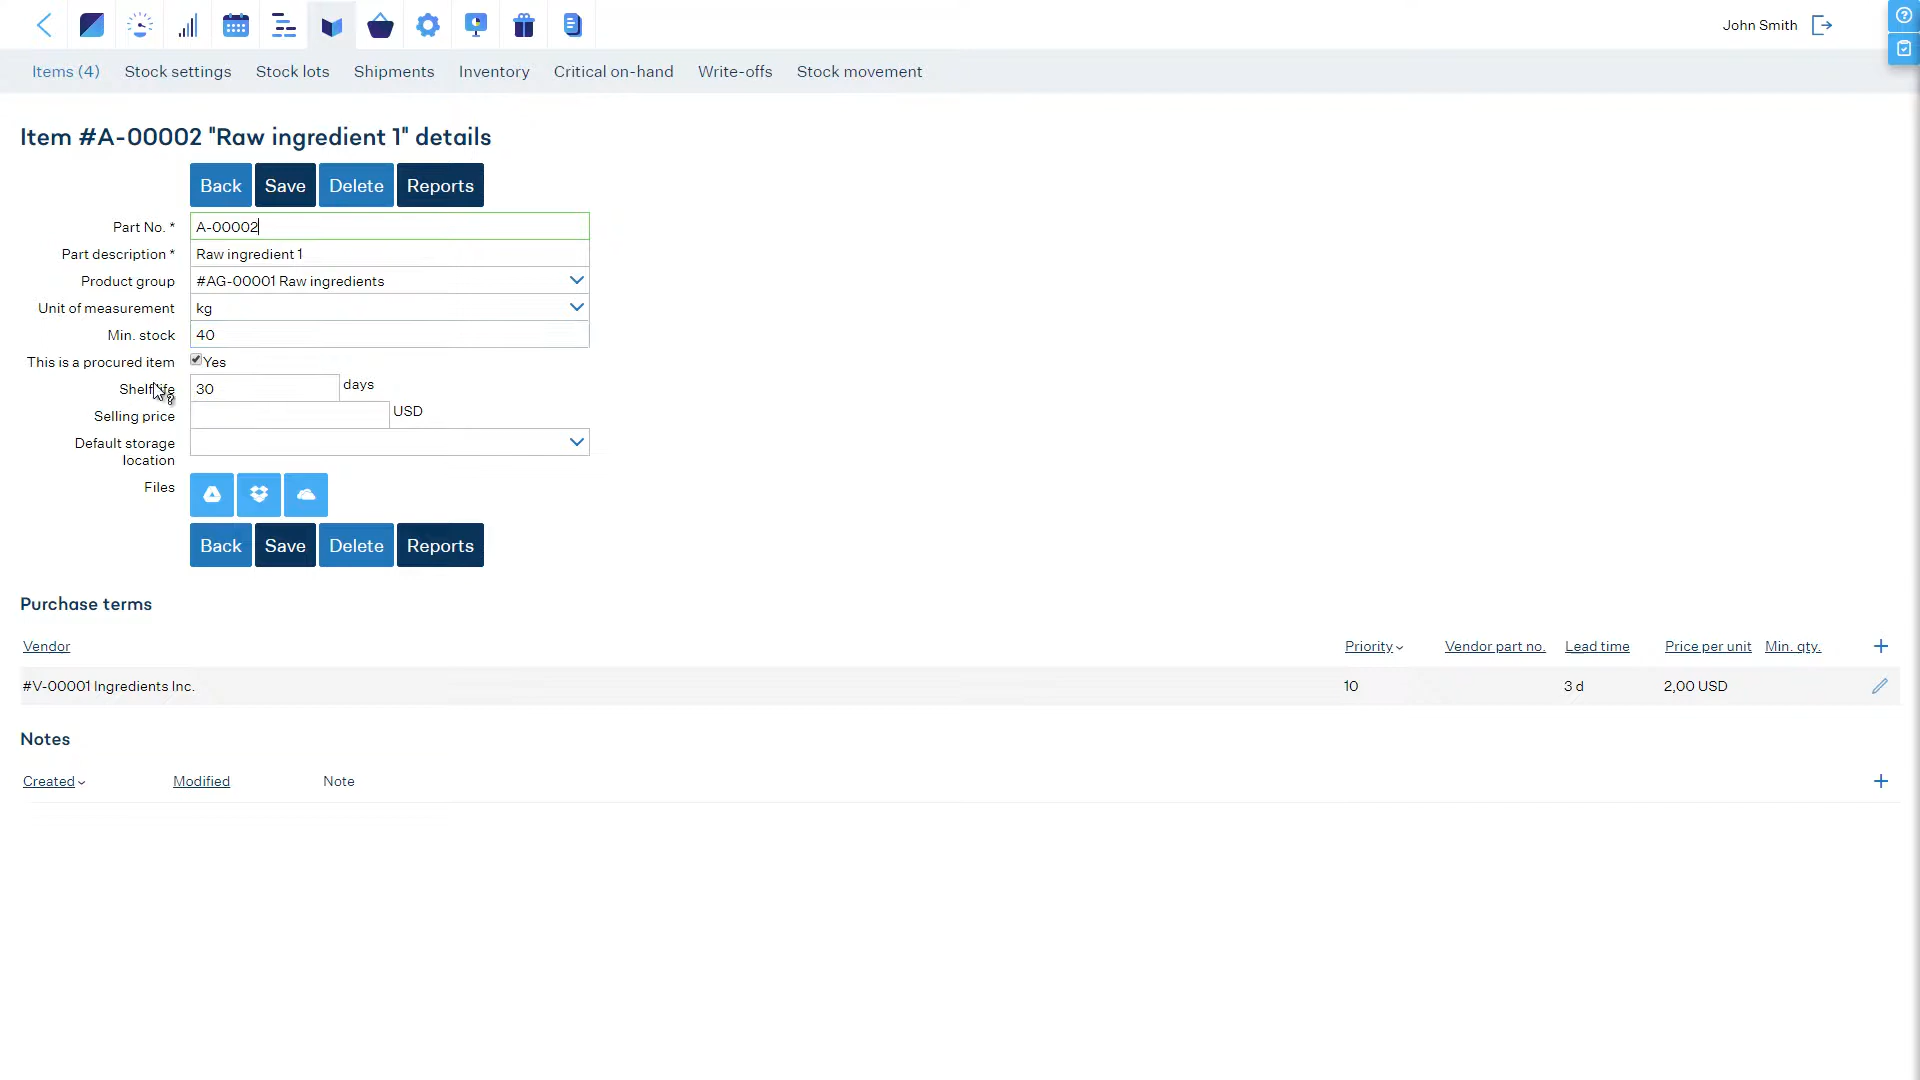 John Smith
Items (4) Stock settings Stock lots Shipments Inventory Critical on-hand Write-offs Stock movement
Item #A-00002 "Raw ingredient 1" details
Back Save Delete Reports
Part No. * A-00002
Part description * Raw ingredient 1
Product group #AG-00001 Raw ingredients
Unit of measurement kg
Min. stock 40
This is a procured item Yes
Shelf life 30 days
Selling price USD
Default storage
location
Files
Back Save Delete Reports
Purchase terms
Vendor Priority Vendor part no. Lead time Price per unit Min. qty.
#V-00001 Ingredients Inc. 10 3 d 2,00 USD
Notes
Created Modified Note